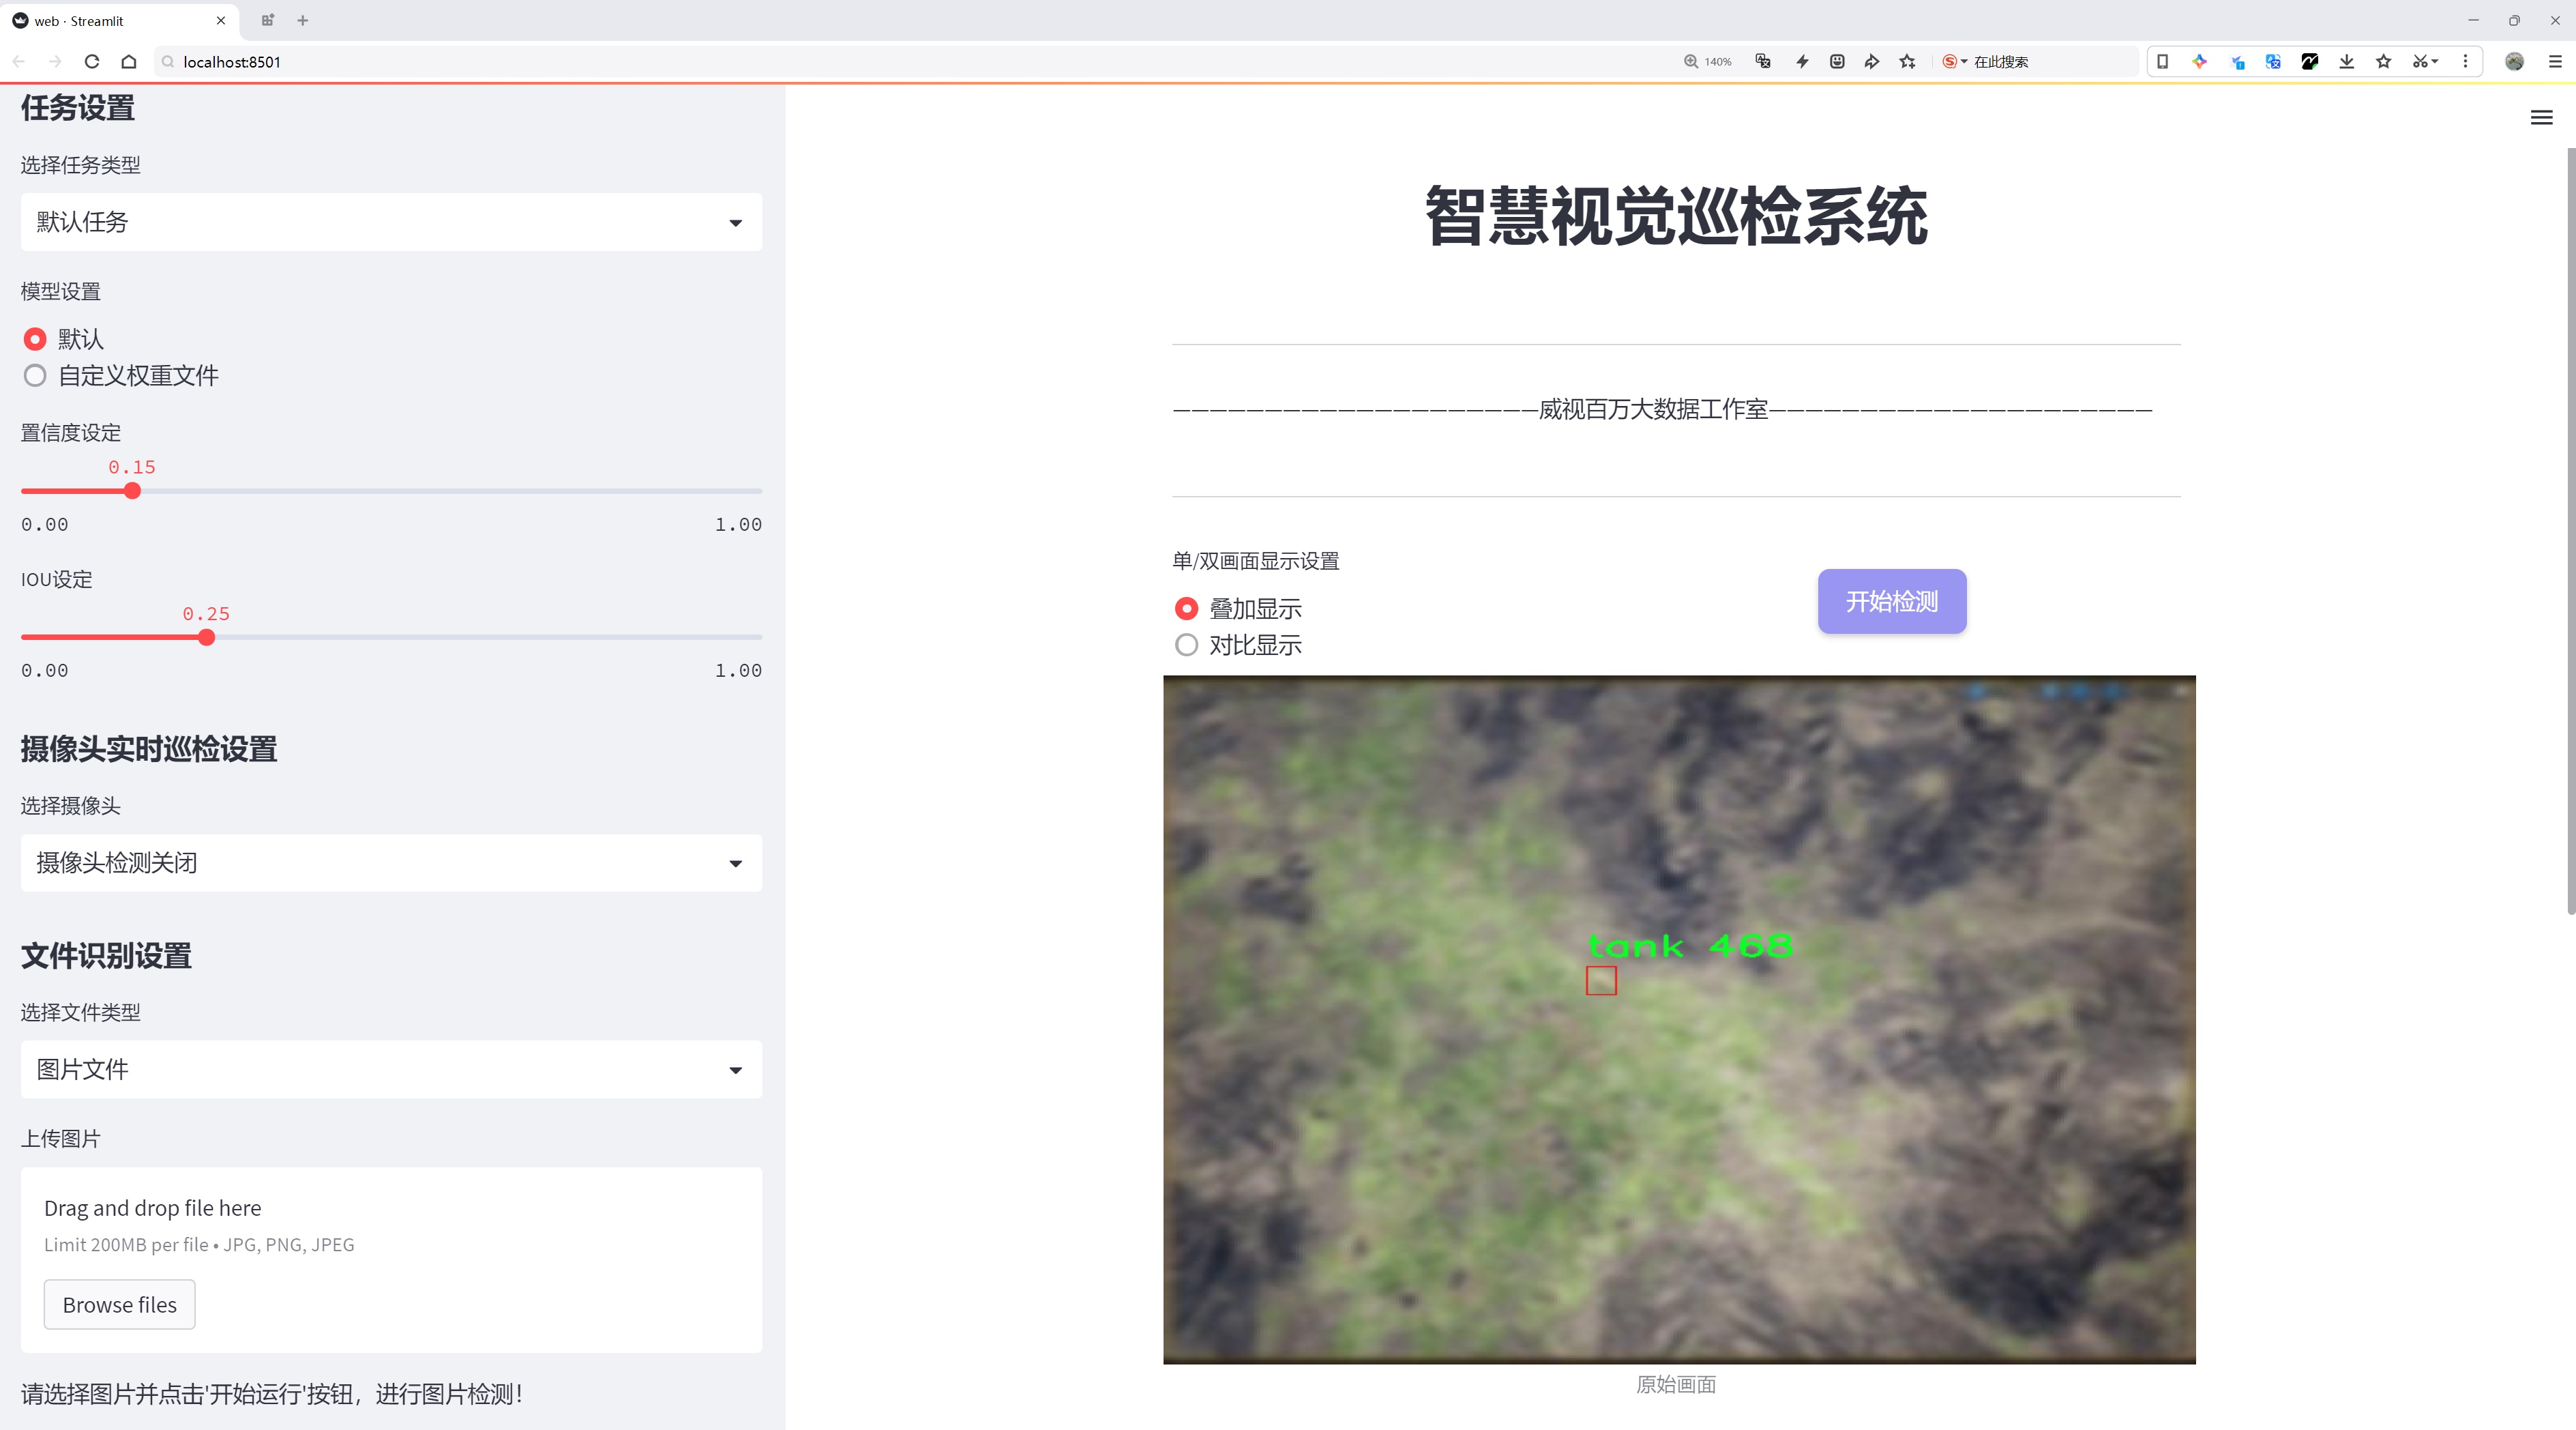 web · Streamlit
localhost:8501
140%
在此搜索
任务设置
选择任务类型
默认任务
模型设置
默认
自定义权重文件
置信度设定
0.15
0.00 1.00
IOU设定
0.25
0.00 1.00
摄像头实时巡检设置
选择摄像头
摄像头检测关闭
文件识别设置
选择文件类型
图片文件
上传图片
Drag and drop file here
Limit 200MB per file • JPG, PNG, JPEG
Browse files
请选择图片并点击'开始运行'按钮，进行图片检测！
智慧视觉巡检系统
————————————————————威视百万大数据工作室—————————————————————
单/双画面显示设置
叠加显示
对比显示
开始检测
tank 468
原始画面